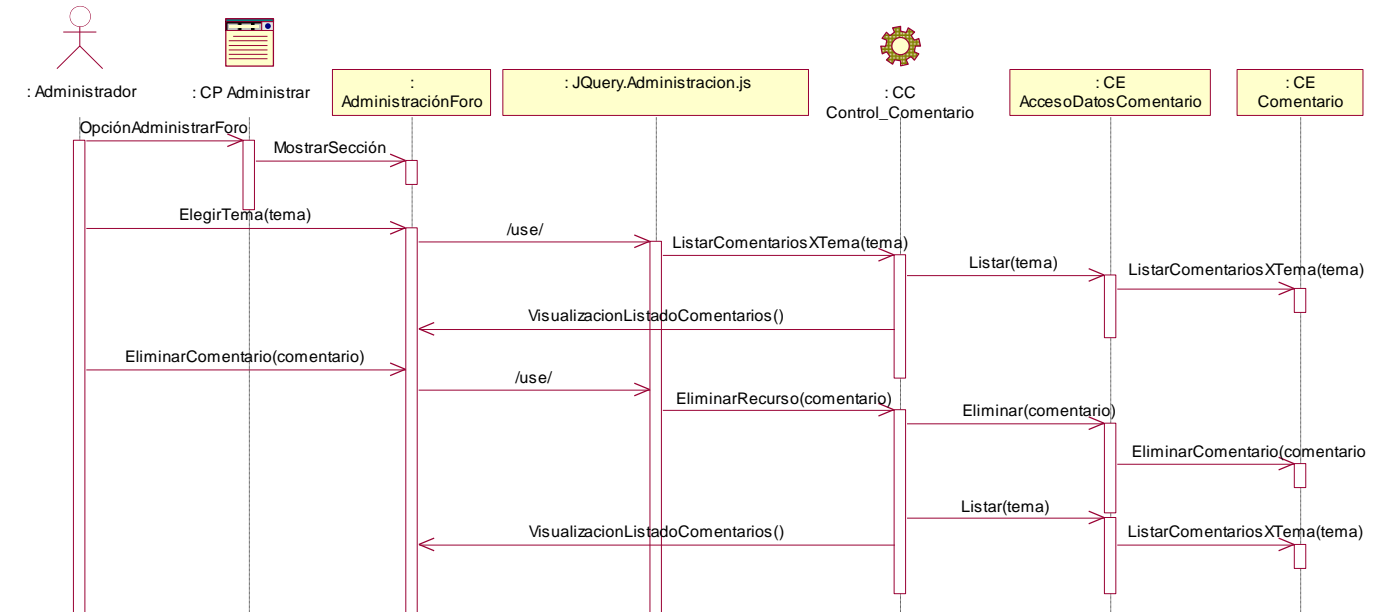 : Administrador
: CP Administrar
:
AdministraciónForo
: JQuery.Administracion.js
: CC
Control_Comentario
: CE
AccesoDatosComentario
: CE
Comentario
OpciónAdministrarForo
MostrarSección
ElegirTema(tema)
/use/
ListarComentariosXTema(tema)
Listar(tema)
ListarComentariosXTema(tema)
VisualizacionListadoComentarios()
EliminarComentario(comentario)
/use/
EliminarRecurso(comentario)
Eliminar(comentario)
EliminarComentario(comentario
Listar(tema)
VisualizacionListadoComentarios()
ListarComentariosXTema(tema)